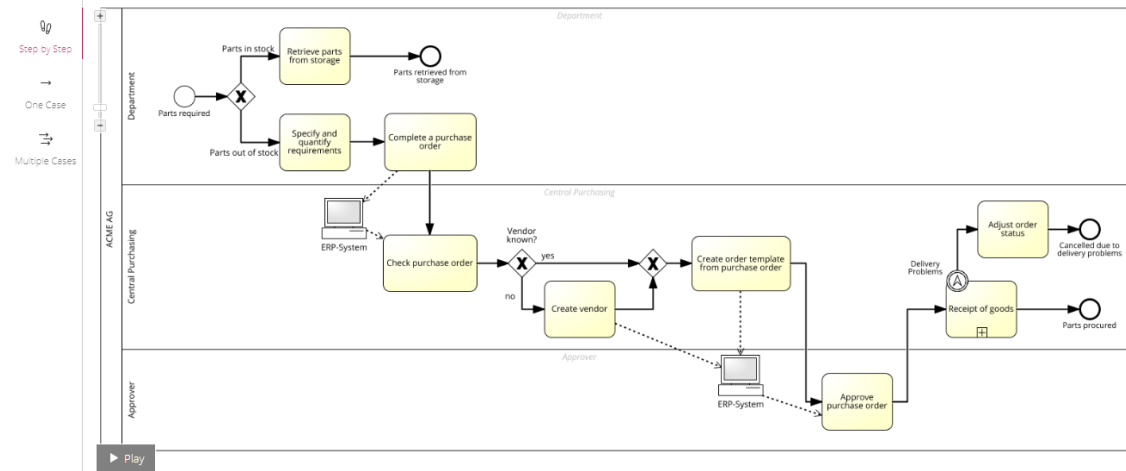 Step by Step
One Case
Multiple Cases
Play
ACME AG
Department
Department
Parts required
Parts in stock
Retrieve parts
from storage
Parts retrieved from
storage
Parts out of stock
Specify and
quantify
requirements
Complete a purchase
order
Central Purchasing
Central Purchasing
ERP-System
Check purchase order
Vendor
known?
yes
no
Create vendor
Create order template
from purchase order
Delivery
Problems
Adjust order
status
Cancelled due to
delivery problems
Receipt of goods
Parts procured
Approver
Approver
ERP-System
Approve
purchase order